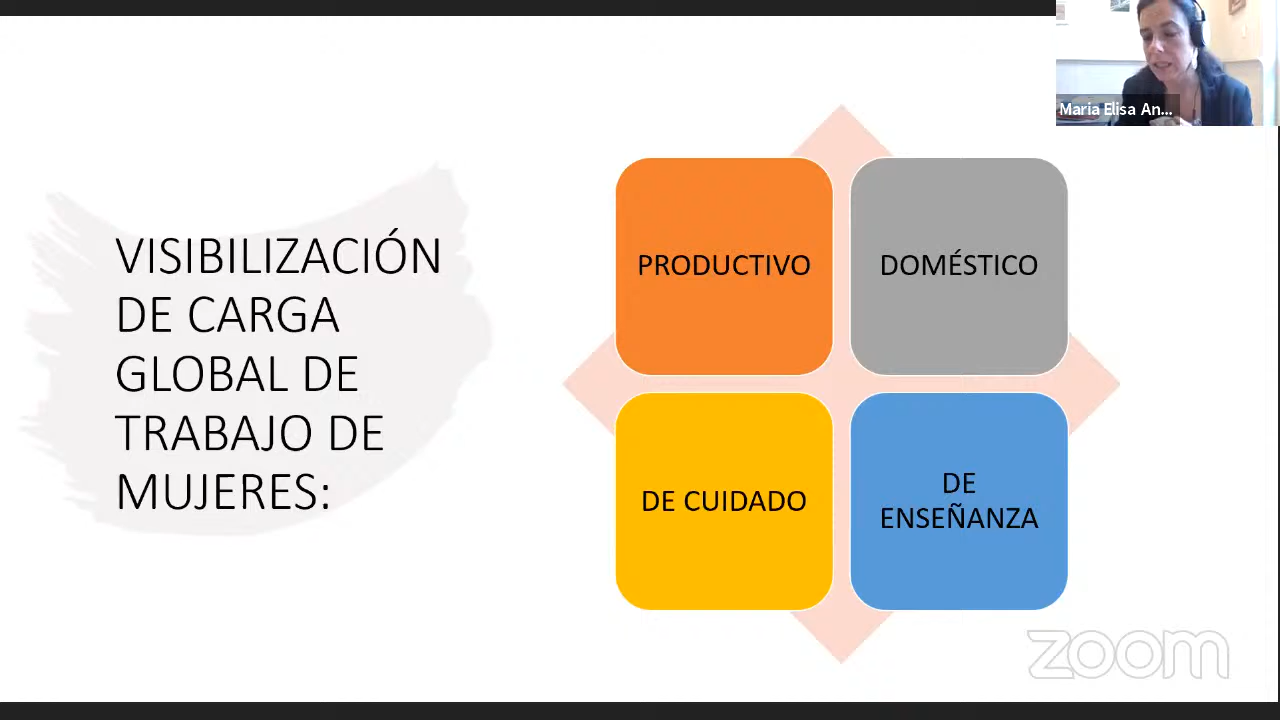 Maria Elisa An...
VISIBILIZACIÓN
DE CARGA
GLOBAL DE
TRABAJO DE
MUJERES:
PRODUCTIVO
DOMÉSTICO
DE CUIDADO
DE
ENSEÑANZA
zoom